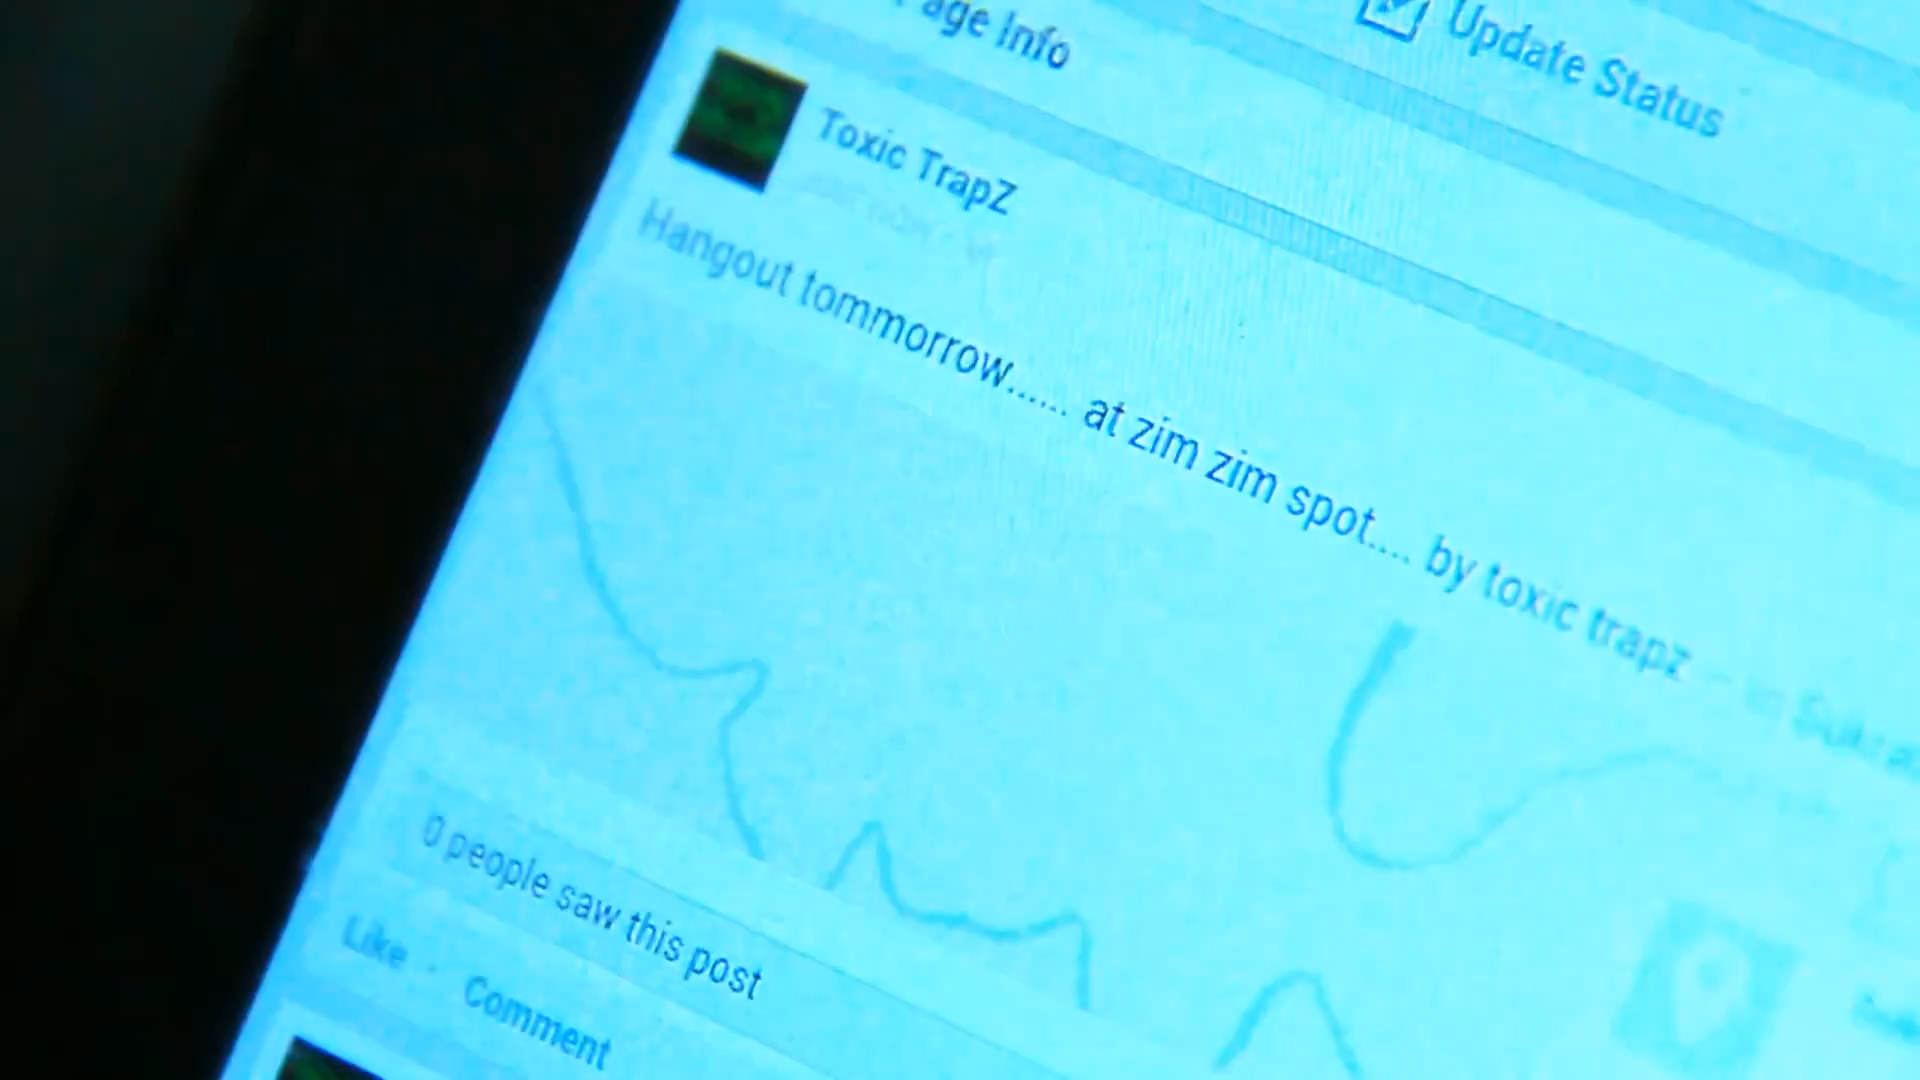 Update Status
Page Info
Toxic TrapZ
Hangout tommorrow...... at zim zim spot.... by toxic trapz
0 people saw this post
Like · Comment